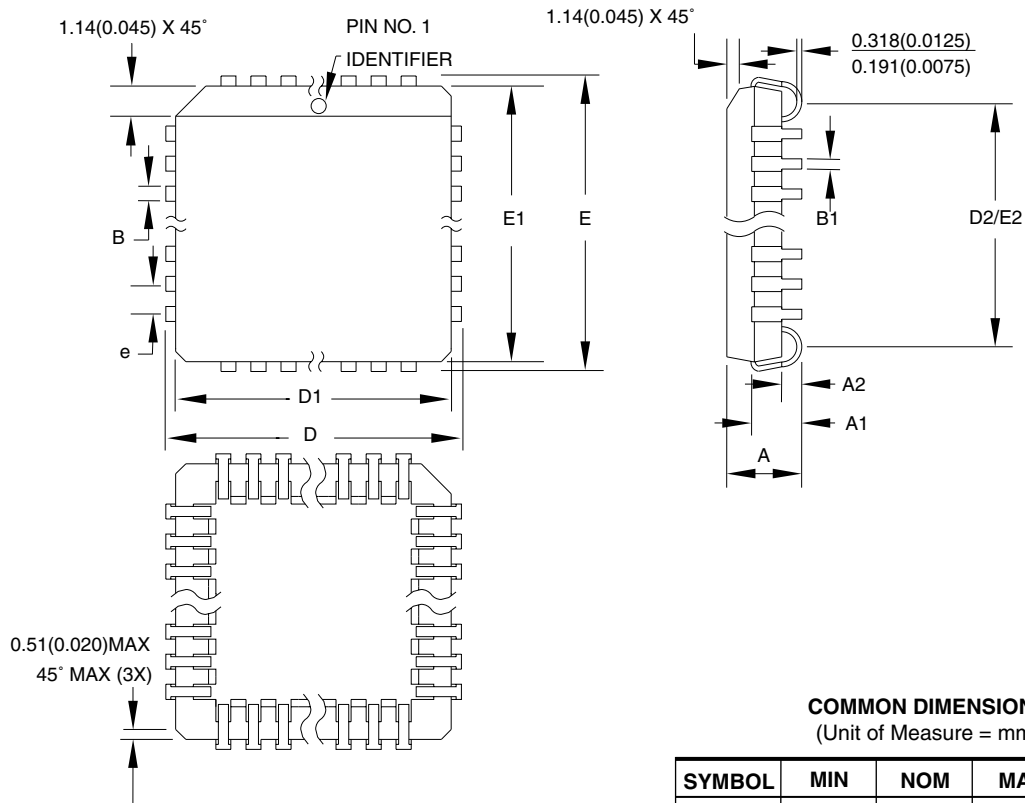 1.14(0.045) X 45˚
PIN NO. 1
IDENTIFIER
1.14(0.045) X 45˚
0.318(0.0125)
0.191(0.0075)
E1
E
B
e
D1
D
B1
D2/E2
A2
A1
A
0.51(0.020)MAX
45˚ MAX (3X)
COMMON DIMENSION
(Unit of Measure = mm
SYMBOL MIN NOM MA